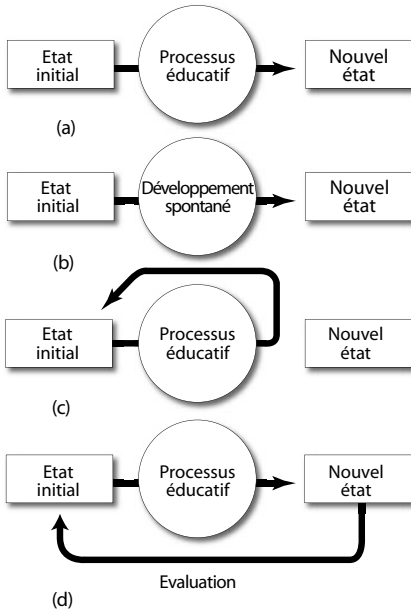 Etat
initial
Processus
éducatif
Nouvel
état
(a)
Etat
initial
Développement
spontané
Nouvel
état
(b)
Etat
initial
Processus
éducatif
Nouvel
état
(c)
Etat
initial
Processus
éducatif
Nouvel
état
Evaluation
(d)